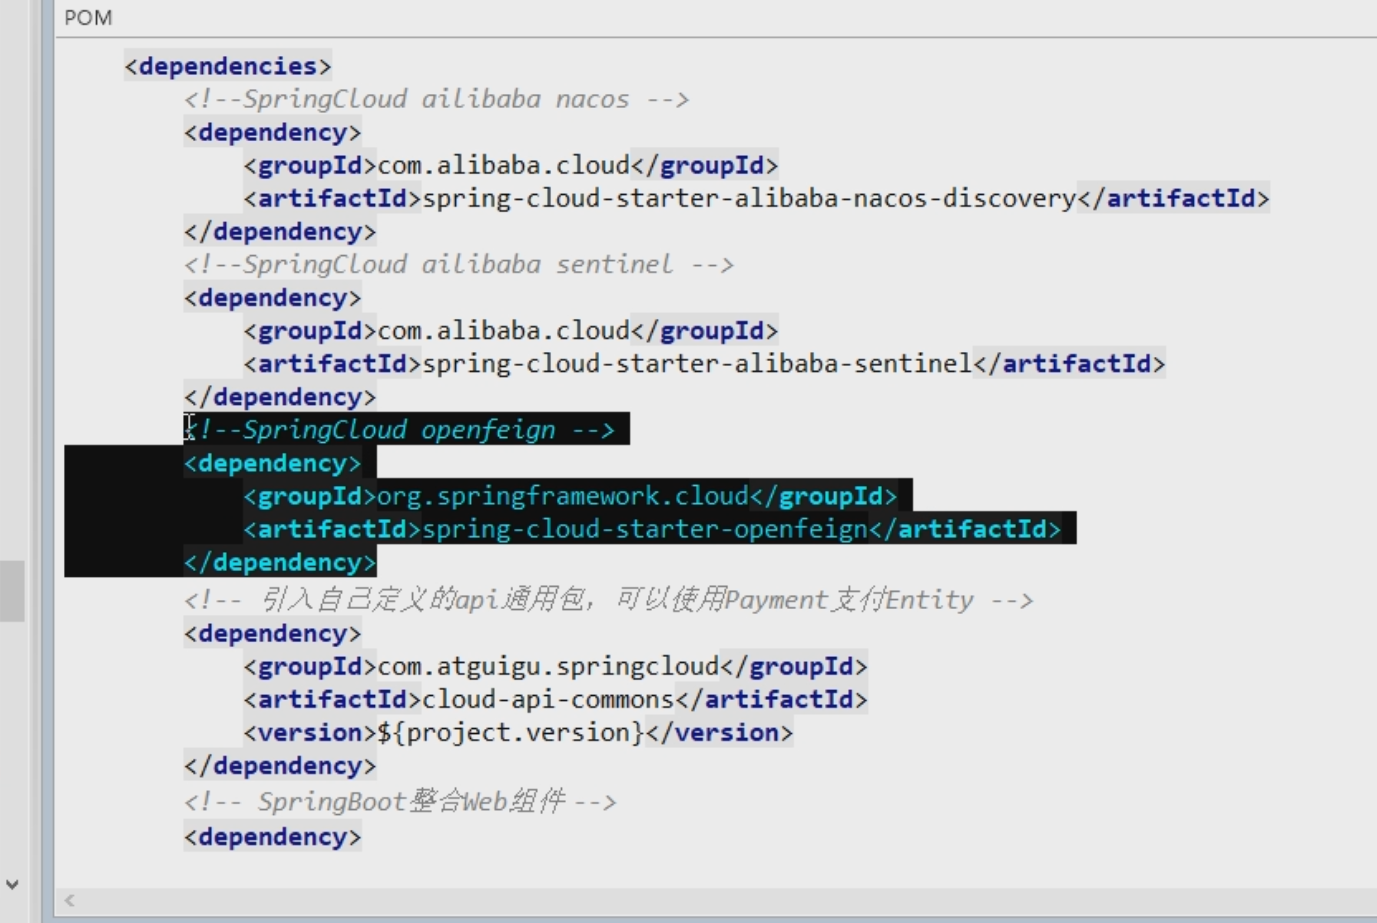 POM
<dependencies>
<!--SpringCloud ailibaba nacos -->
<dependency>
<groupId>com.alibaba.cloud</groupId>
<artifactId>spring-cloud-starter-alibaba-nacos-discovery</artifactId>
</dependency>
<!--SpringCloud ailibaba sentinel -->
<dependency>
<groupId>com.alibaba.cloud</groupId>
<artifactId>spring-cloud-starter-alibaba-sentinel</artifactId>
</dependency>
<!--SpringCloud openfeign -->
<dependency>
<groupId>org.springframework.cloud</groupId>
<artifactId>spring-cloud-starter-openfeign</artifactId>
</dependency>
<!-- 引入自己定义的api通用包，可以使用Payment支付Entity -->
<dependency>
<groupId>com.atguigu.springcloud</groupId>
<artifactId>cloud-api-commons</artifactId>
<version>${project.version}</version>
</dependency>
<!-- SpringBoot整合Web组件 -->
<dependency>